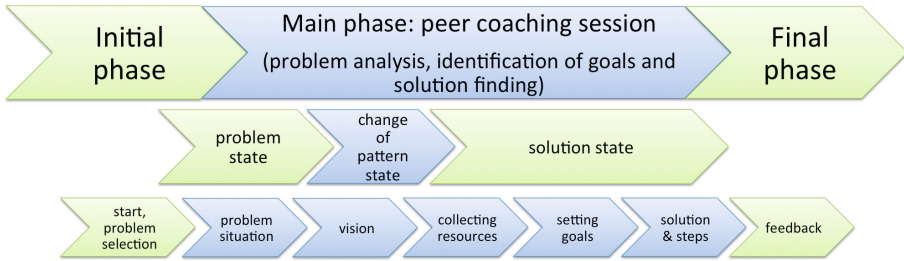 Initial
phase
Main phase: peer coaching session
(problem analysis, identification of goals and
solution finding)
Final
phase
problem
state
change
of
pattern
state
solution state
start,
problem
selection
problem
situation
vision
collecting
resources
setting
goals
solution
& steps
feedback